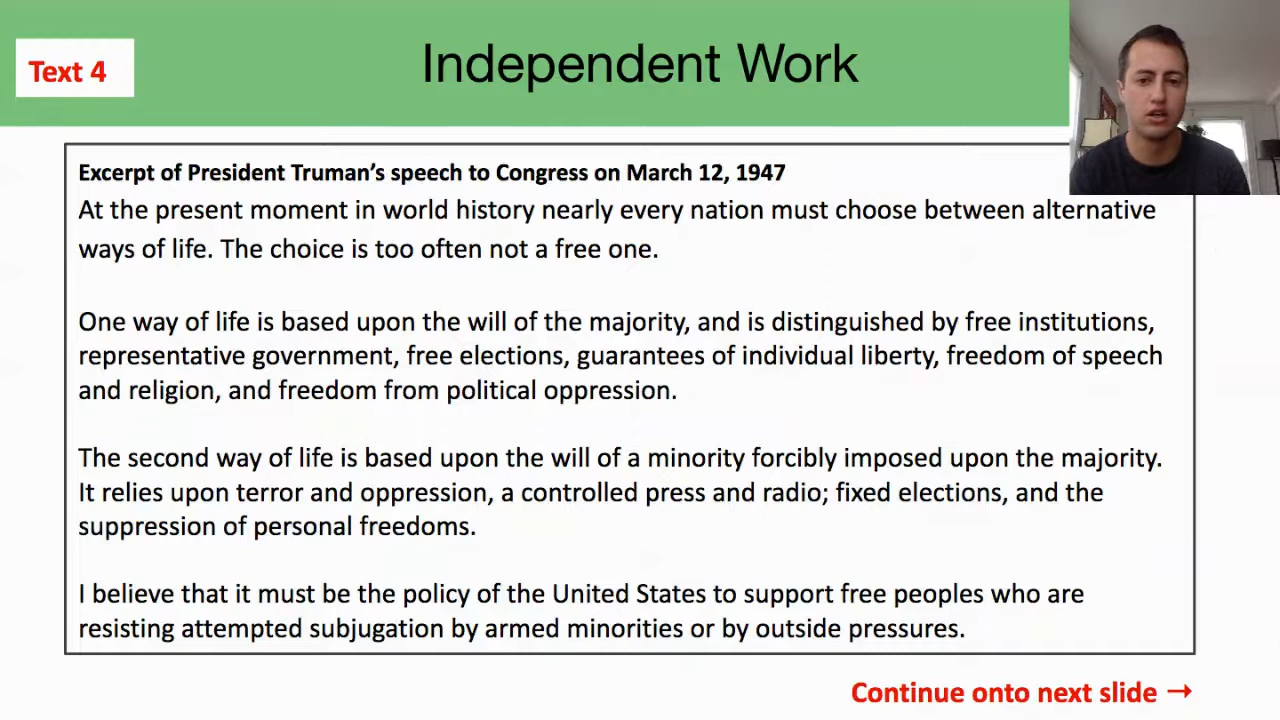 Text 4
Independent Work
Excerpt of President Truman’s speech to Congress on March 12, 1947
At the present moment in world history nearly every nation must choose between alternative
ways of life. The choice is too often not a free one.
One way of life is based upon the will of the majority, and is distinguished by free institutions,
representative government, free elections, guarantees of individual liberty, freedom of speech
and religion, and freedom from political oppression.
The second way of life is based upon the will of a minority forcibly imposed upon the majority.
It relies upon terror and oppression, a controlled press and radio; fixed elections, and the
suppression of personal freedoms.
I believe that it must be the policy of the United States to support free peoples who are
resisting attempted subjugation by armed minorities or by outside pressures.
Continue onto next slide →